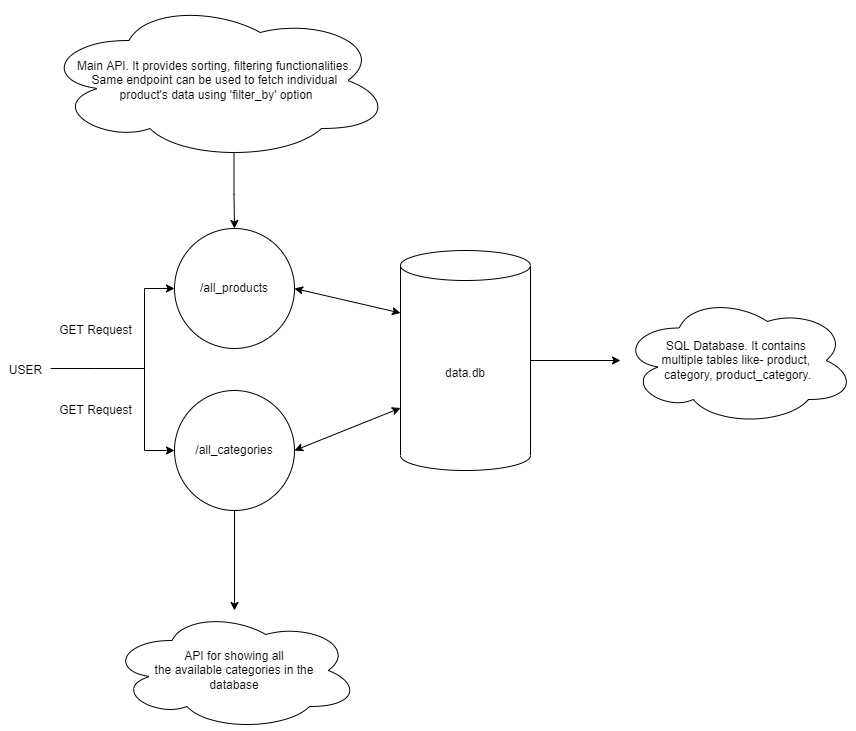 Main API. It provides sorting, filtering functionalities.
Same endpoint can be used to fetch individual
product's data using 'filter_by' option
/all_products
GET Request
USER
GET Request
/all_categories
data.db
SQL Database. It contains
multiple tables like- product,
category, product_category.
API for showing all
the available categories in the
database